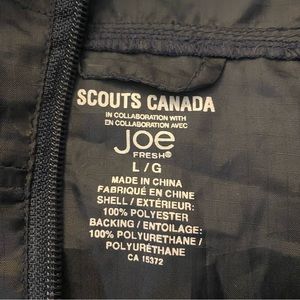 SCOUTS CANADA
IN COLLABORATION WITH
EN COLLABORATION AVEC
Joe
FRESH®
L / G
MADE IN CHINA
FABRIQUÉ EN CHINE
SHELL / EXTÉRIEUR:
100% POLYESTER
BACKING / ENTOILAGE:
100% POLYURETHANE /
POLYURÉTHANE
CA 15372